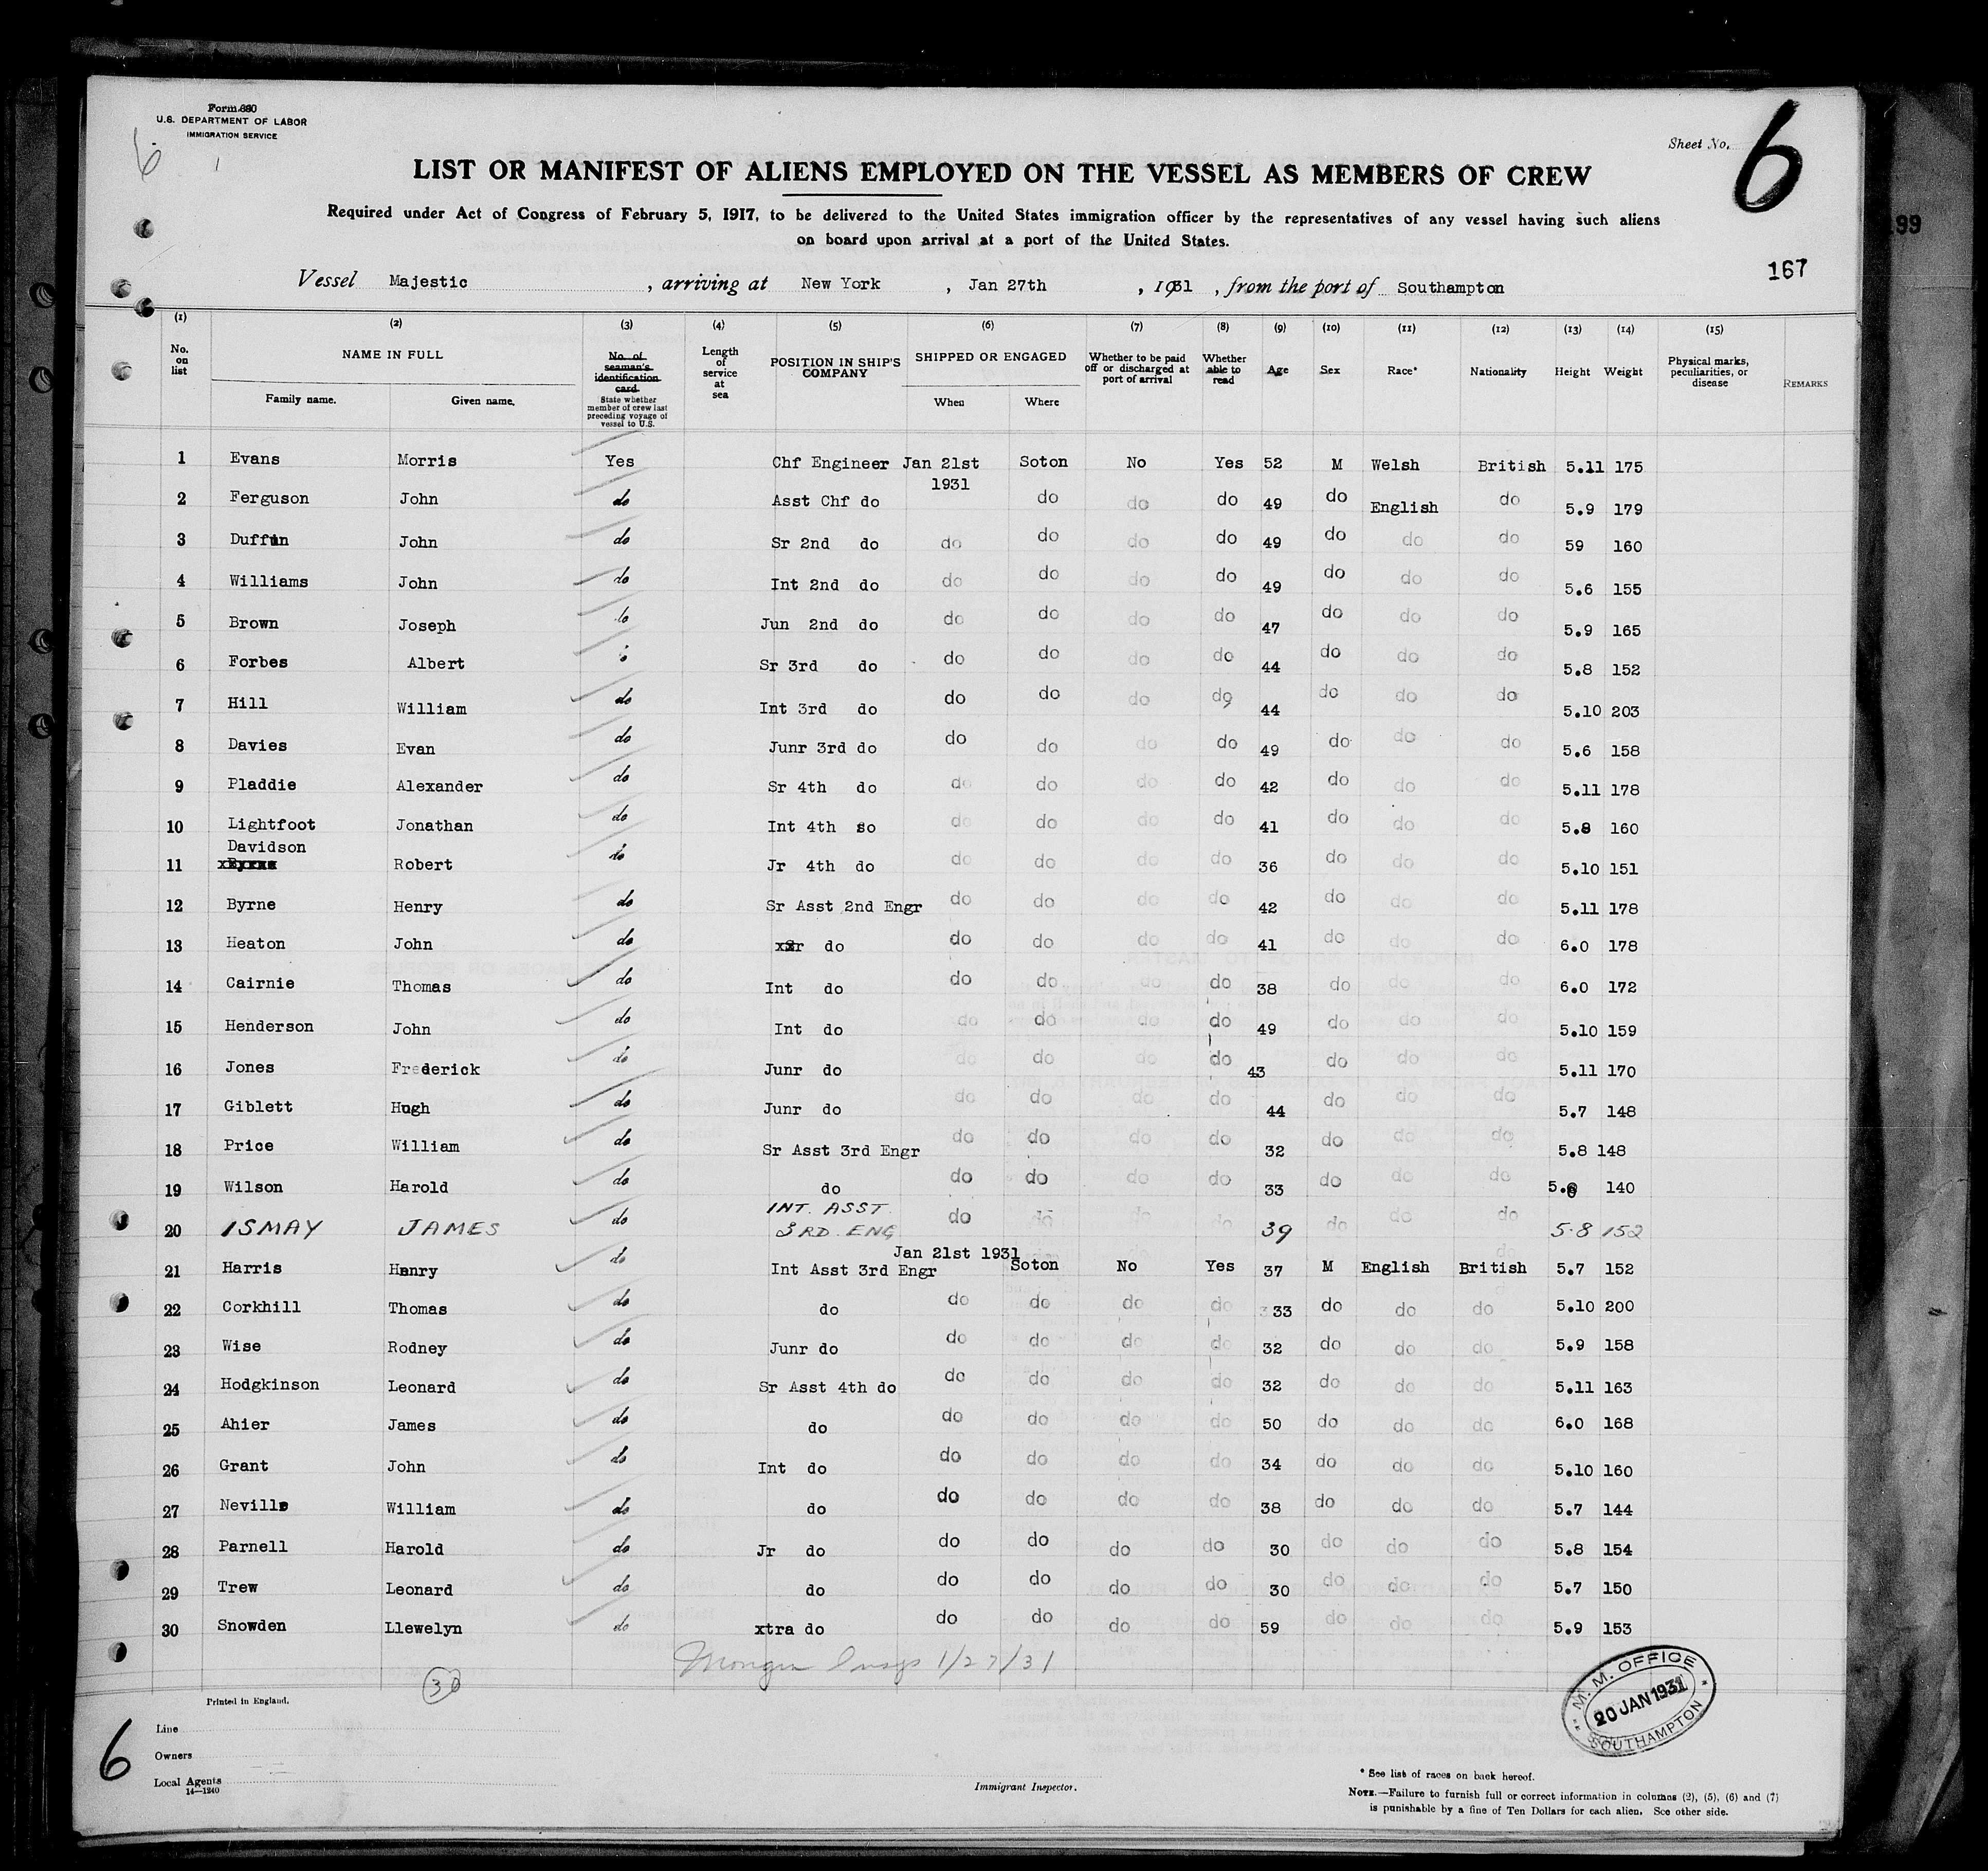 Form 680
U.S. DEPARTMENT OF LABOR
IMMIGRATION SERVICE
6
Sheet No. 6
LIST OR MANIFEST OF ALIENS EMPLOYED ON THE VESSEL AS MEMBERS OF CREW
Required under Act of Congress of February 5, 1917, to be delivered to the United States immigration officer by the representatives of any vessel having such aliens
on board upon arrival at a port of the United States.
99
167
Vessel Majestic, arriving at New York, Jan 27th, 1931, from the port of Southampton
(1) (2) (3) (4) (5) (6) (7) (8) (9) (10) (11) (12) (13) (14) (15)
No. on list
NAME IN FULL
Family name. Given name.
No. of seaman's identification card.
State whether member of crew last preceding voyage of vessel to U.S.
Length of service at sea
POSITION IN SHIP'S COMPANY
SHIPPED OR ENGAGED
When Where
Whether to be paid off or discharged at port of arrival
Whether able to read
Age
Sex
Race*
Nationality
Height
Weight
Physical marks, peculiarities, or disease
REMARKS
1 Evans Morris Yes Chf Engineer Jan 21st 1931 Soton No Yes 52 M Welsh British 5.11 175
2 Ferguson John do Asst Chf do do do do 49 do English do 5.9 179
3 Duffin John do Sr 2nd do do do do do 49 do do do 59 160
4 Williams John do Int 2nd do do do do do 49 do do do 5.6 155
5 Brown Joseph do Jun 2nd do do do do do 47 do do do 5.9 165
6 Forbes Albert do Sr 3rd do do do do do 44 do do do 5.8 152
7 Hill William do Int 3rd do do do do do 44 do do do 5.10 203
8 Davies Evan do Junr 3rd do do do do do 49 do do do 5.6 158
9 Pladdie Alexander do Sr 4th do do do do do 42 do do do 5.11 178
10 Lightfoot Jonathan do Int 4th so do do do do 41 do do do 5.8 160
Davidson
11 xByrnex Robert do Jr 4th do do do do do 36 do do do 5.10 151
12 Byrne Henry do Sr Asst 2nd Engr do do do do 42 do do do 5.11 178
13 Heaton John do xSr do do do do do 41 do do do 6.0 178
14 Cairnie Thomas do Int do do do do do 38 do do do 6.0 172
15 Henderson John do Int do do do do do 49 do do do 5.10 159
16 Jones Frederick do Junr do do do do do 43 do do do 5.11 170
17 Giblett Hugh do Junr do do do do do 44 do do do 5.7 148
18 Price William do Sr Asst 3rd Engr do do do do 32 do do do 5.8 148
19 Wilson Harold do do do do do do 33 do do do 5.6 140
20 ISMAY JAMES do INT. ASST. 3RD. ENG do do do do 39 do do do 5.8 152
21 Harris Henry do Int Asst 3rd Engr Jan 21st 1931 Soton No Yes 37 M English British 5.7 152
22 Corkhill Thomas do do do do do do 33 do do do 5.10 200
23 Wise Rodney do Junr do do do do do 32 do do do 5.9 158
24 Hodgkinson Leonard do Sr Asst 4th do do do do do 32 do do do 5.11 163
25 Ahier James do do do do do do 50 do do do 6.0 168
26 Grant John do Int do do do do do 34 do do do 5.10 160
27 Neville William do do do do do do 38 do do do 5.7 144
28 Parnell Harold do Jr do do do do do 30 do do do 5.8 154
29 Trew Leonard do do do do do do 30 do do do 5.7 150
30 Snowden Llewelyn do xtra do do do do do 59 do do do 5.9 153
1/27/31
30
Printed in England.
M. M. OFFICE
20 JAN 1931
SOUTHAMPTON
6
Line
Owners
Local Agents
14—1240
Immigrant Inspector.
* See list of races on back hereof.
NOTE.—Failure to furnish full or correct information in columns (2), (5), (6) and (7)
is punishable by a fine of Ten Dollars for each alien. See other side.